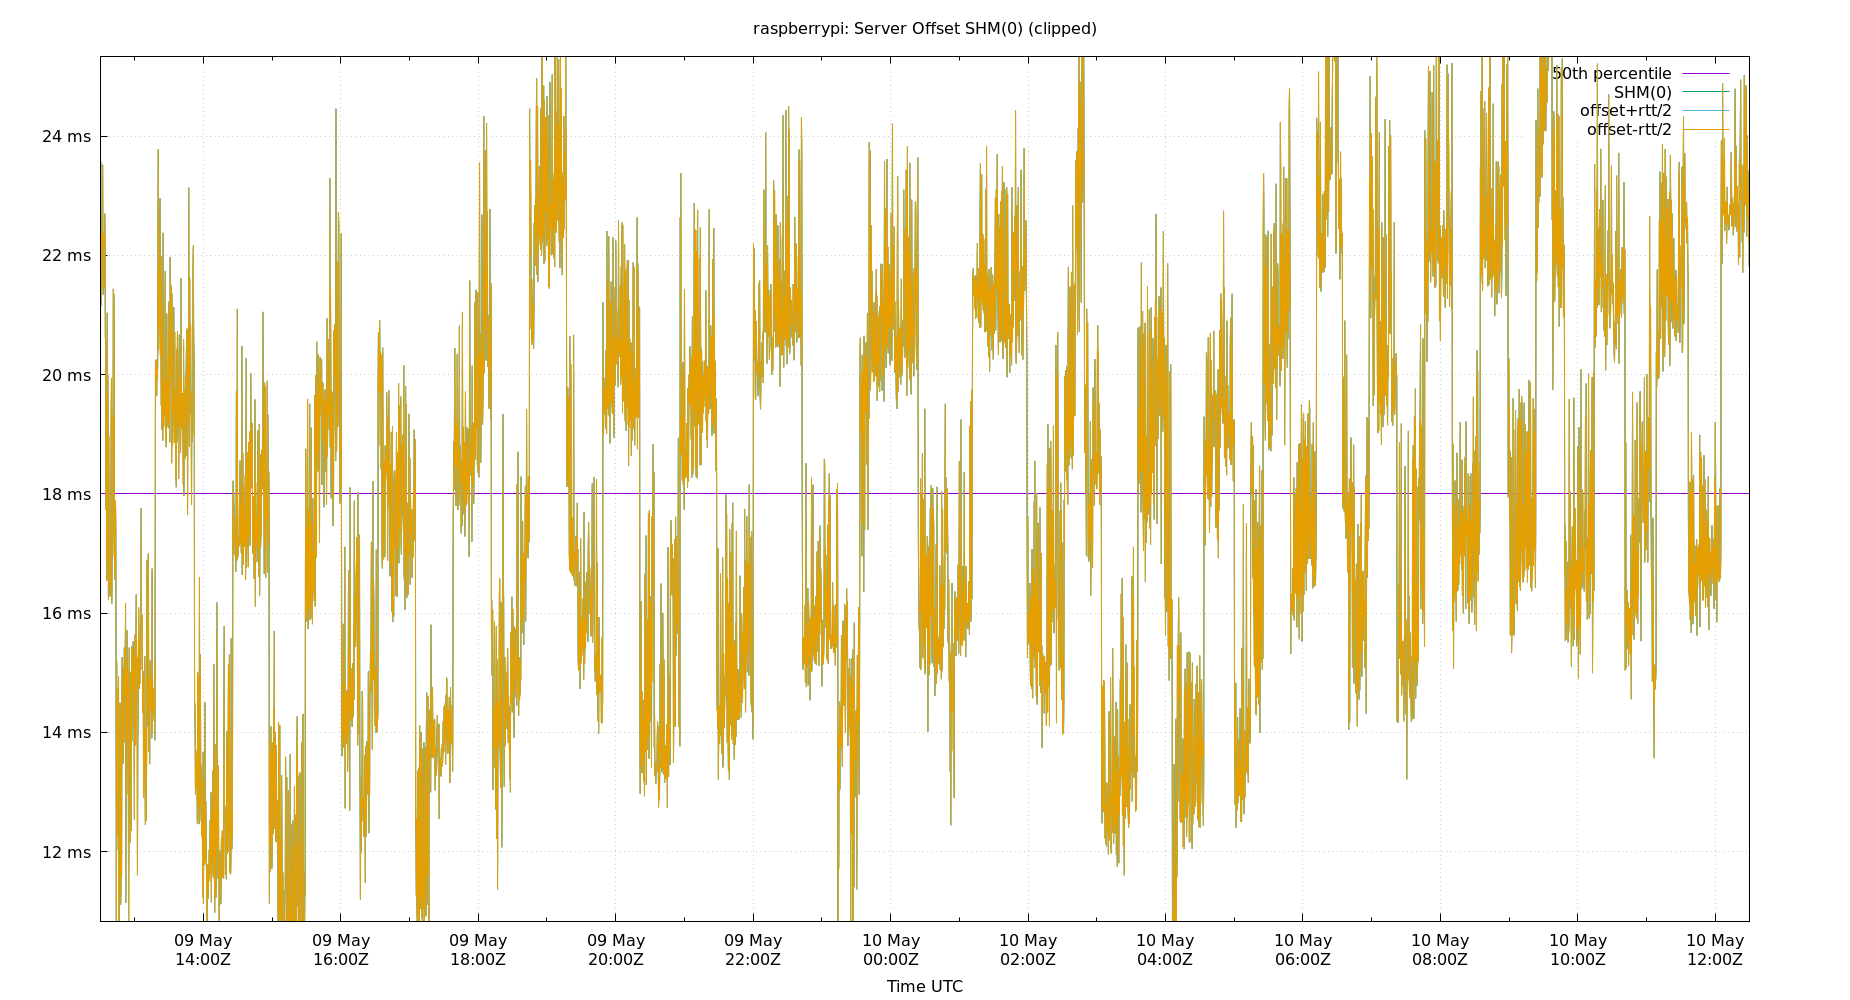 raspberrypi: Server Offset SHM(0) (clipped)
50th percentile
SHM(0)
offset+rtt/2
offset-rtt/2
24 ms
22 ms
20 ms
18 ms
16 ms
14 ms
12 ms
09 May 09 May 09 May 09 May 09 May 10 May 10 May 10 May 10 May 10 May 10 May 10 May
14:00Z 16:00Z 18:00Z 20:00Z 22:00Z 00:00Z 02:00Z 04:00Z 06:00Z 08:00Z 10:00Z 12:00Z
Time UTC